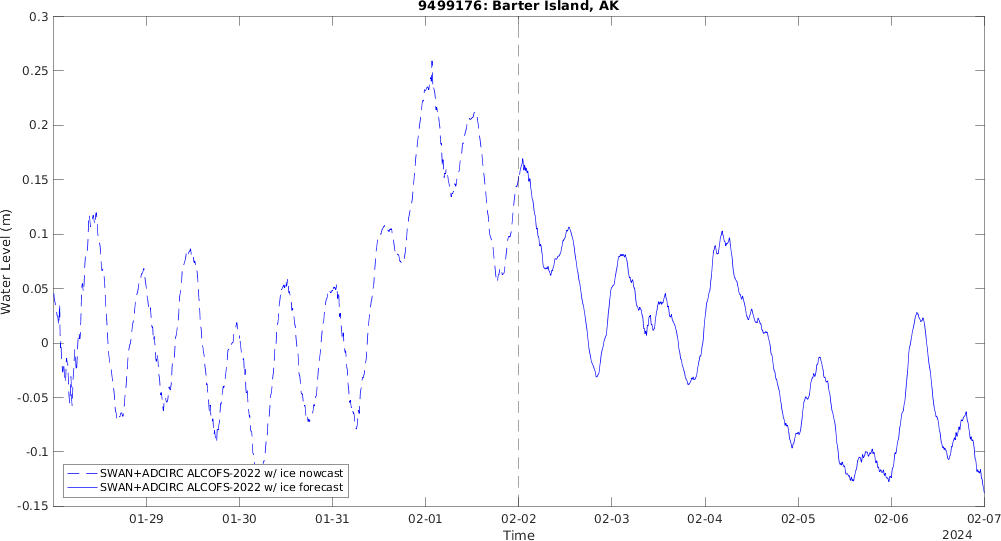 9499176: Barter Island, AK
0.3
0.25
0.2
0.15
0.1
0.05
0
-0.05
-0.1
-0.15
Water Level (m)
SWAN+ADCIRC ALCOFS-2022 w/ ice nowcast
SWAN+ADCIRC ALCOFS-2022 w/ ice forecast
01-29 01-30 01-31 02-01 02-02 02-03 02-04 02-05 02-06 02-07
Time
2024